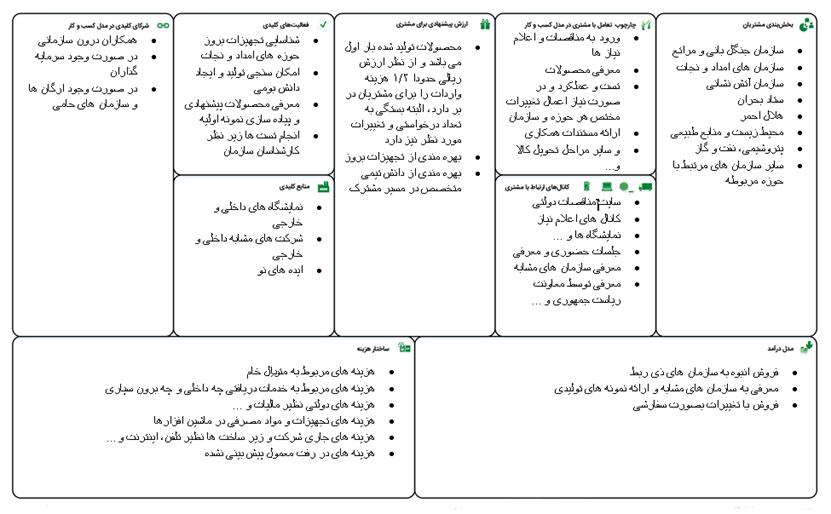 بخش‌بندی مشتریان
سازمان جنگل بانی و مراتع
سازمان های امداد و نجات
سازمان آتش نشانی
ستاد بحران
هلال احمر
محیط زیست و منابع طبیعی
پتروشیمی، نفت و گاز
سایر سازمان های مرتبط با
حوزه مربوطه
چارچوب تعامل با مشتری در مدل کسب و کار
ورود به مناقصات و اعلام
نیاز ها
معرفی محصولات
تست و عملکرد و در
صورت نیاز اعمال تغییرات
مختص هر حوزه و سازمان
ارائه مستندات همکاری
و سایر مراحل تحویل کالا
و...
کانال‌های ارتباط با مشتری
سایت مناقصات دولتی
کانال های اعلام نیاز
نمایشگاه ها و ...
جلسات حضوری و معرفی
معرفی سازمان های مشابه
معرفی توسط معاونت
ریاست جمهوری و ...
ارزش پیشنهادی برای مشتری
محصولات تولید شده بار اول
می باشد و از نظر ارزش
ریالی حدودا ۱/۲ هزینه
واردات را برای مشتریان در
بر دارد، البته بستگی به
تعداد درخواستی و تغییرات
مورد نظر نیز دارد
بهره مندی از تجهیزات بروز
بهره مندی از دانش تیمی
متخصص در مسیر مشترک
فعالیت‌های کلیدی
شناسایی تجهیزات بروز
حوزه های امداد و نجات
امکان سنجی تولید و ایجاد
دانش بومی
معرفی محصولات پیشنهادی
و پیاده سازی نمونه اولیه
انجام تست ها زیر نظر
کارشناسان سازمان
منابع کلیدی
نمایشگاه های داخلی و
خارجی
شرکت های مشابه داخلی و
خارجی
ایده های نو
شرکای کلیدی در مدل کسب و کار
همکاران درون سازمانی
در صورت وجود سرمایه
گذاران
در صورت وجود ارگان ها
و سازمان های حامی
مدل درآمد
فروش انبوه به سازمان های ذی ربط
معرفی به سازمان های مشابه و ارائه نمونه های تولیدی
فروش با تغییرات بصورت سفارشی
ساختار هزینه
هزینه های مربوط به متریال خام
هزینه های مربوط به خدمات دریافتی چه داخلی و چه برون سپاری
هزینه های دولتی نظیر مالیات و ...
هزینه های تجهیزات و مواد مصرفی در ماشین افزارها
هزینه های جاری شرکت و زیر ساخت ها نظیر تلفن، اینترنت و ...
هزینه های در رفت معمول پیش بینی نشده